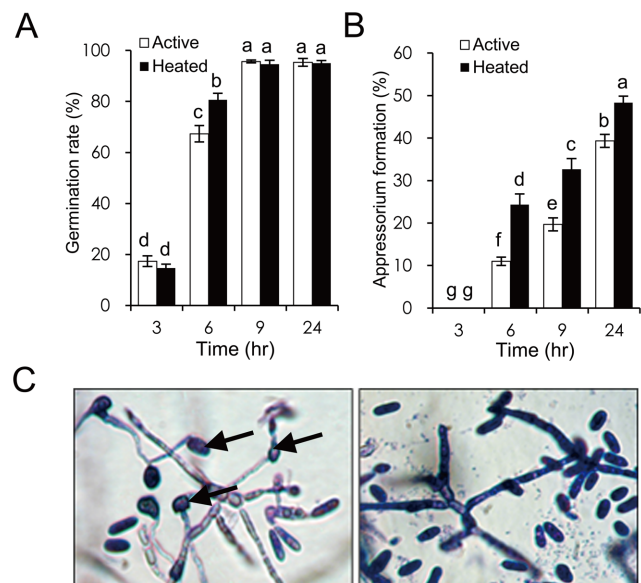 A
Active
Heated
Germination rate (%)
100
80
60
40
20
0
d d
c b
a a
a a
3 6 9 24
Time (hr)
B
Active
Heated
Appressorium formation (%)
60
50
40
30
20
10
0
g g
f d
e c
b a
3 6 9 24
Time (hr)
C